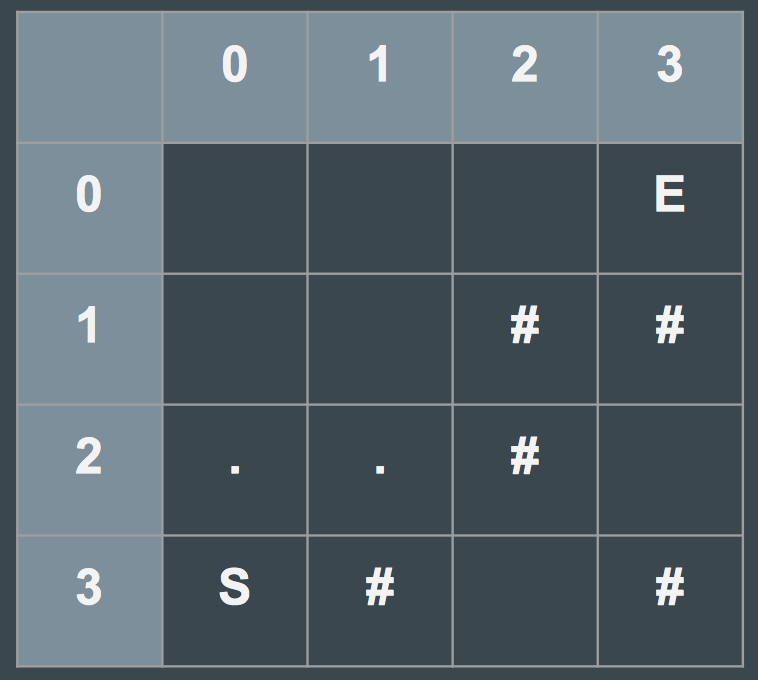 0 1 2 3
0 E
1 # #
2 . . #
3 S # #